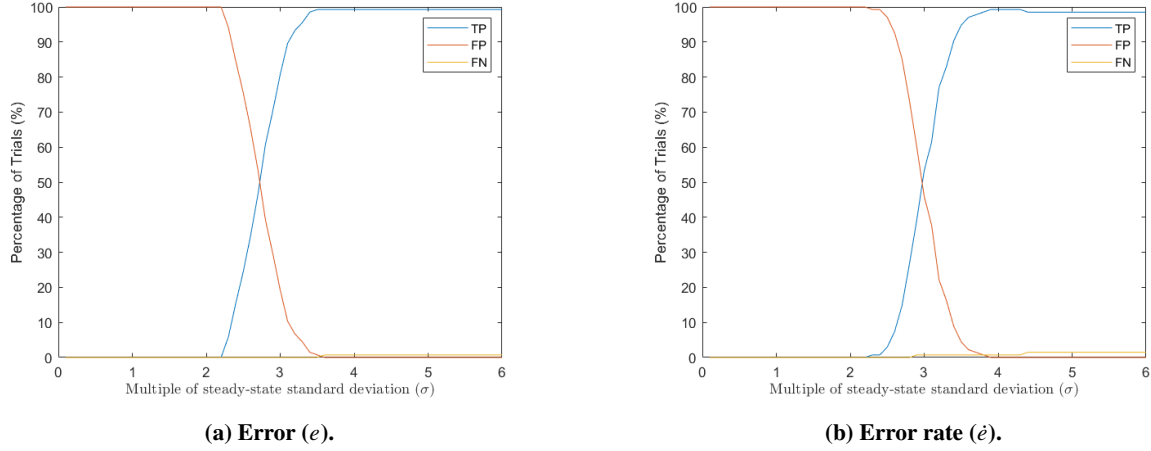 100
90
80
70
60
50
40
30
20
10
0
Percentage of Trials (%)
TP
FP
FN
0 1 2 3 4 5 6
Multiple of steady-state standard deviation (σ)
(a) Error (e).
100
90
80
70
60
50
40
30
20
10
0
Percentage of Trials (%)
TP
FP
FN
0 1 2 3 4 5 6
Multiple of steady-state standard deviation (σ)
(b) Error rate (ė).